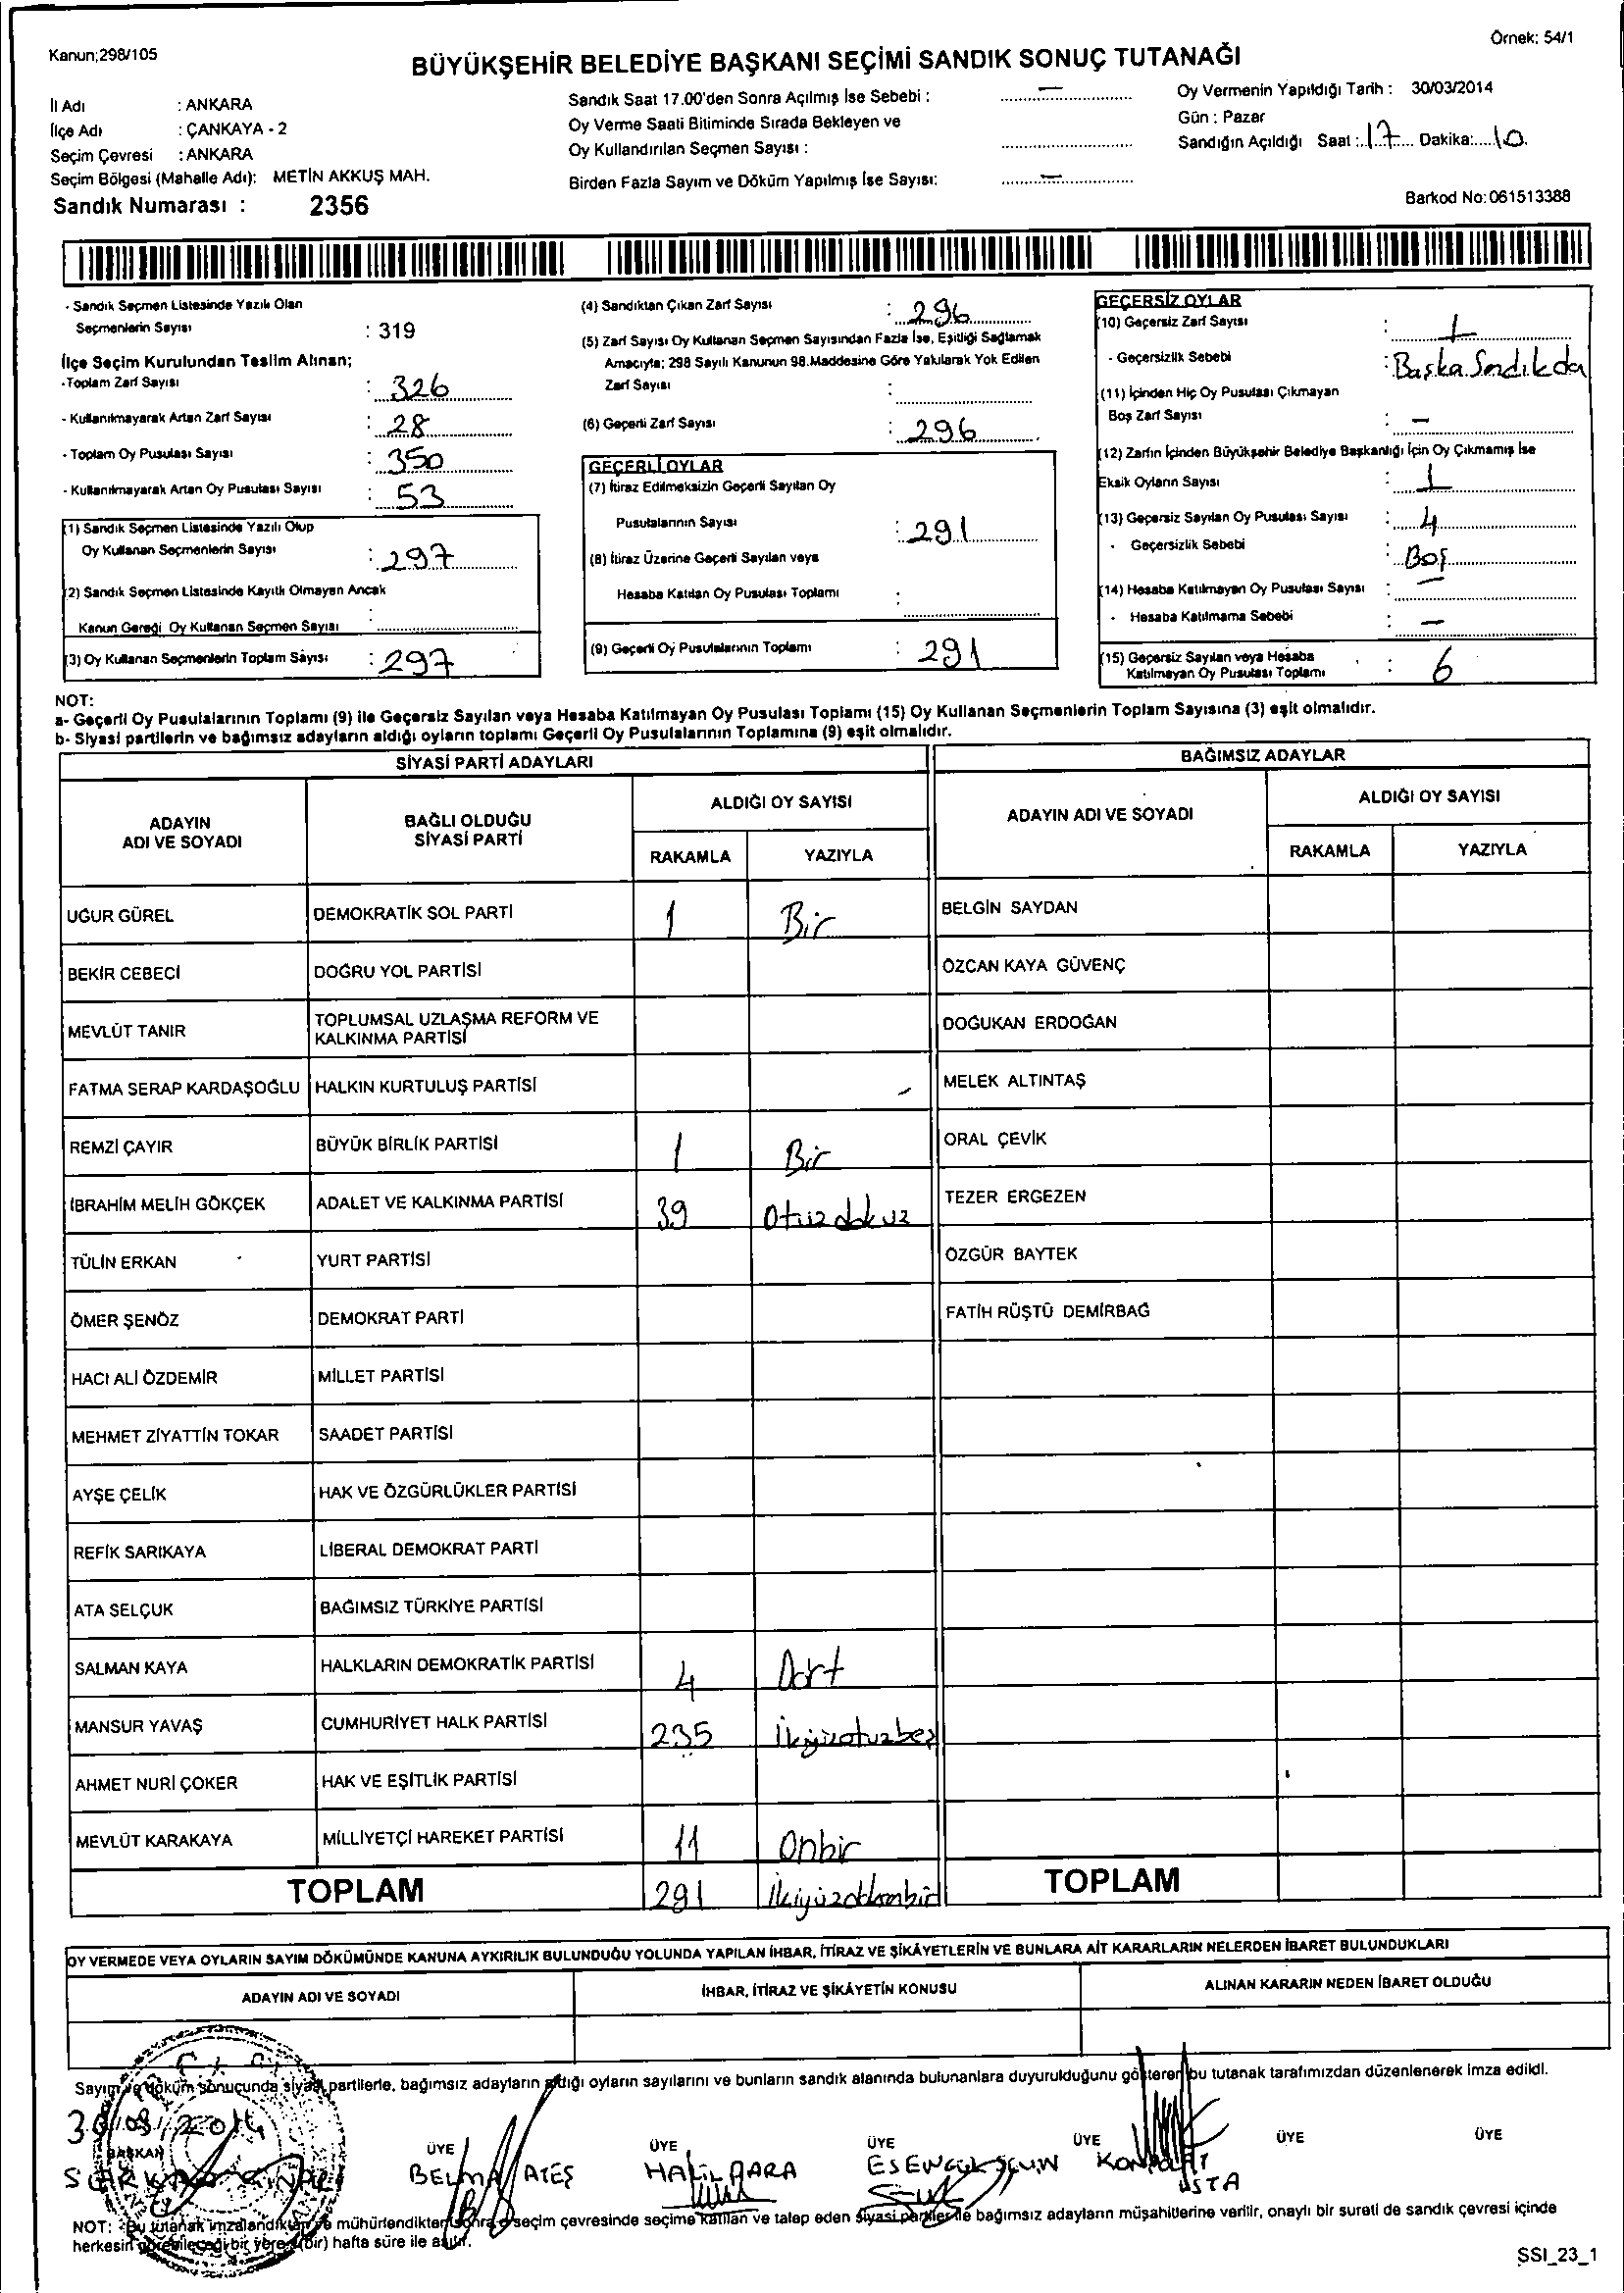 Kanun;298/105
Örnek: 54/1
BÜYÜKŞEHİR BELEDİYE BAŞKANI SEÇİMİ SANDIK SONUÇ TUTANAĞI
İl Adı : ANKARA
İlçe Adı : ÇANKAYA - 2
Seçim Çevresi : ANKARA
Seçim Bölgesi (Mahalle Adı): METİN AKKUŞ MAH.
Sandık Numarası : 2356
Sandık Saat 17.00'den Sonra Açılmış İse Sebebi : —
Oy Verme Saati Bitiminde Sırada Bekleyen ve
Oy Kullandırılan Seçmen Sayısı :
Birden Fazla Sayım ve Döküm Yapılmış İse Sayısı: —
Oy Vermenin Yapıldığı Tarih : 30/03/2014
Gün : Pazar
Sandığın Açıldığı Saat : 17 Dakika: 10
Barkod No:061513388
- Sandık Seçmen Listesinde Yazılı Olan
Seçmenlerin Sayısı : 319
İlçe Seçim Kurulundan Teslim Alınan;
-Toplam Zarf Sayısı : 326
- Kullanılmayarak Artan Zarf Sayısı : 28
- Toplam Oy Pusulası Sayısı : 350
- Kullanılmayarak Artan Oy Pusulası Sayısı : 53
(1) Sandık Seçmen Listesinde Yazılı Olup
Oy Kullanan Seçmenlerin Sayısı : 297
(2) Sandık Seçmen Listesinde Kayıtlı Olmayan Ancak
Kanun Gereği Oy Kullanan Seçmen Sayısı :
(3) Oy Kullanan Seçmenlerin Toplam Sayısı : 297
(4) Sandıktan Çıkan Zarf Sayısı : 296
(5) Zarf Sayısı Oy Kullanan Seçmen Sayısından Fazla İse, Eşitliği Sağlamak
Amacıyla; 298 Sayılı Kanunun 98.Maddesine Göre Yakılarak Yok Edilen
Zarf Sayısı :
(6) Geçerli Zarf Sayısı : 296
GEÇERLİ OYLAR
(7) İtiraz Edilmeksizin Geçerli Sayılan Oy
Pusulalarının Sayısı : 291
(8) İtiraz Üzerine Geçerli Sayılan veya
Hesaba Katılan Oy Pusulası Toplamı :
(9) Geçerli Oy Pusulalarının Toplamı : 291
GEÇERSİZ OYLAR
(10) Geçersiz Zarf Sayısı : 1
- Geçersizlik Sebebi : Başka Sandıkda
(11) İçinden Hiç Oy Pusulası Çıkmayan
Boş Zarf Sayısı : —
(12) Zarfın İçinden Büyükşehir Belediye Başkanlığı İçin Oy Çıkmamış İse
Eksik Oyların Sayısı : 1
(13) Geçersiz Sayılan Oy Pusulası Sayısı : 4
- Geçersizlik Sebebi : Boş
(14) Hesaba Katılmayan Oy Pusulası Sayısı : —
- Hesaba Katılmama Sebebi : —
(15) Geçersiz Sayılan veya Hesaba
Katılmayan Oy Pusulası Toplamı : 6
NOT:
a- Geçerli Oy Pusulalarının Toplamı (9) ile Geçersiz Sayılan veya Hesaba Katılmayan Oy Pusulası Toplamı (15) Oy Kullanan Seçmenlerin Toplam Sayısına (3) eşit olmalıdır.
b- Siyasi partilerin ve bağımsız adayların aldığı oyların toplamı Geçerli Oy Pusulalarının Toplamına (9) eşit olmalıdır.
SİYASİ PARTİ ADAYLARI
BAĞIMSIZ ADAYLAR
ADAYIN ADI VE SOYADI
BAĞLI OLDUĞU SİYASİ PARTİ
ALDIĞI OY SAYISI
RAKAMLA YAZIYLA
ADAYIN ADI VE SOYADI
ALDIĞI OY SAYISI
RAKAMLA YAZIYLA
UĞUR GÜREL DEMOKRATİK SOL PARTİ 1 Bir BELGİN SAYDAN
BEKİR CEBECİ DOĞRU YOL PARTİSİ ÖZCAN KAYA GÜVENÇ
MEVLÜT TANIR TOPLUMSAL UZLAŞMA REFORM VE KALKINMA PARTİSİ DOĞUKAN ERDOĞAN
FATMA SERAP KARDAŞOĞLU HALKIN KURTULUŞ PARTİSİ MELEK ALTINTAŞ
REMZİ ÇAYIR BÜYÜK BİRLİK PARTİSİ 1 Bir ORAL ÇEVİK
İBRAHİM MELİH GÖKÇEK ADALET VE KALKINMA PARTİSİ 39 Otuzdokuz TEZER ERGEZEN
TÜLİN ERKAN YURT PARTİSİ ÖZGÜR BAYTEK
ÖMER ŞENÖZ DEMOKRAT PARTİ FATİH RÜŞTÜ DEMİRBAĞ
HACI ALİ ÖZDEMİR MİLLET PARTİSİ
MEHMET ZİYATTİN TOKAR SAADET PARTİSİ
AYŞE ÇELİK HAK VE ÖZGÜRLÜKLER PARTİSİ
REFİK SARIKAYA LİBERAL DEMOKRAT PARTİ
ATA SELÇUK BAĞIMSIZ TÜRKİYE PARTİSİ
SALMAN KAYA HALKLARIN DEMOKRATİK PARTİSİ 4 Dört
MANSUR YAVAŞ CUMHURİYET HALK PARTİSİ 235 İkiyüzotuzbeş
AHMET NURİ ÇOKER HAK VE EŞİTLİK PARTİSİ
MEVLÜT KARAKAYA MİLLİYETÇİ HAREKET PARTİSİ 11 Onbir
TOPLAM 291 TOPLAM
OY VERMEDE VEYA OYLARIN SAYIM DÖKÜMÜNDE KANUNA AYKIRILIK BULUNDUĞU YOLUNDA YAPILAN İHBAR, İTİRAZ VE ŞİKÂYETLERİN VE BUNLARA AİT KARARLARIN NELERDEN İBARET BULUNDUKLARI
ADAYIN ADI VE SOYADI İHBAR, İTİRAZ VE ŞİKÂYETİN KONUSU ALINAN KARARIN NEDEN İBARET OLDUĞU
Sayım ve döküm sonucunda siyasi partilerle, bağımsız adayların aldığı oyların sayılarını ve bunların sandık alanında bulunanlara duyurulduğunu gösteren bu tutanak tarafımızdan düzenlenerek imza edildi.
30/03/2014
BAŞKAN ÜYE ÜYE ÜYE ÜYE ÜYE ÜYE
BELMA ATEŞ HALİL KARA
USTA
NOT: Bu tutanak imzalandıktan ve mühürlendikten sonra seçim çevresinde seçime katılan ve talep eden siyasi partiler ile bağımsız adayların müşahitlerine verilir, onaylı bir sureti de sandık çevresi içinde
herkesin görebileceği bir yere (bir) hafta süre ile asılır.
SSI_23_1